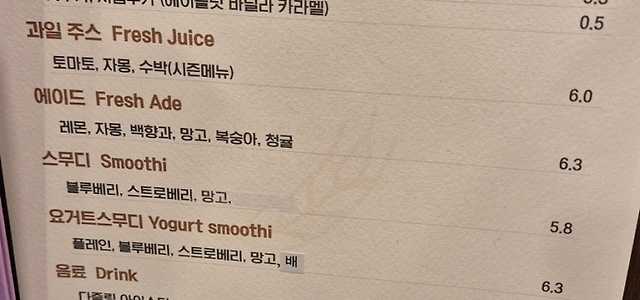 (헤이즐넛 바닐라 카라멜)
0.5
과일 주스 Fresh Juice
토마토, 자몽, 수박(시즌메뉴)
6.0
에이드 Fresh Ade
레몬, 자몽, 백향과, 망고, 복숭아, 청귤
6.3
스무디 Smoothi
블루베리, 스트로베리, 망고,
5.8
요거트스무디 Yogurt smoothi
플레인, 블루베리, 스트로베리, 망고, 배
6.3
음료 Drink